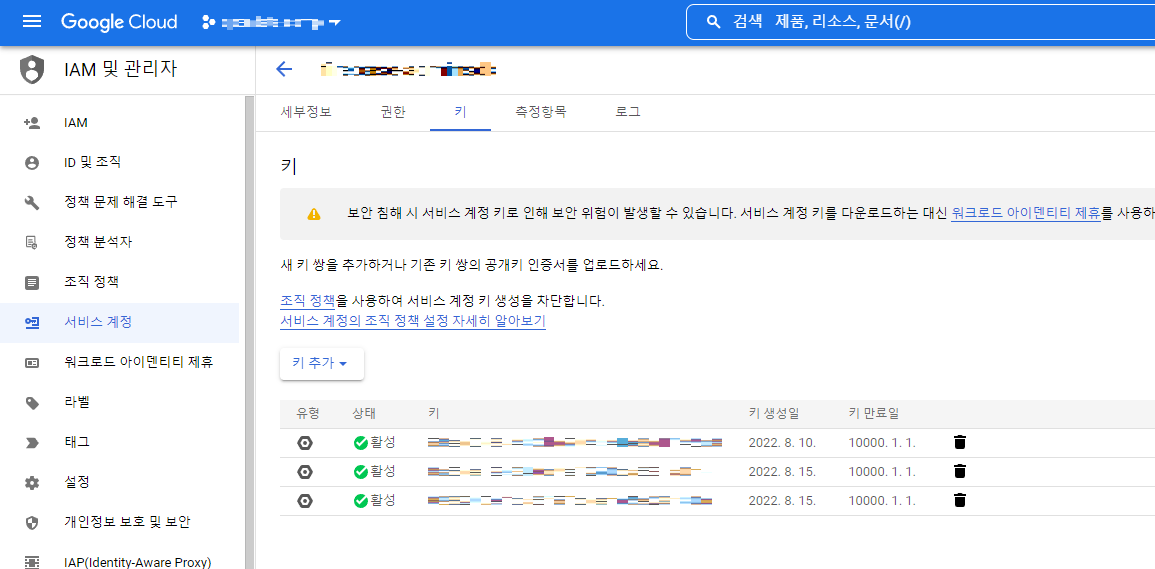 Google Cloud
검색 제품, 리소스, 문서(/)
IAM 및 관리자
IAM
ID 및 조직
정책 문제 해결 도구
정책 분석자
조직 정책
서비스 계정
워크로드 아이덴티티 제휴
라벨
태그
설정
개인정보 보호 및 보안
IAP(Identity-Aware Proxy)
세부정보 권한 키 측정항목 로그
키
보안 침해 시 서비스 계정 키로 인해 보안 위험이 발생할 수 있습니다. 서비스 계정 키를 다운로드하는 대신 워크로드 아이덴티티 제휴를 사용하
새 키 쌍을 추가하거나 기존 키 쌍의 공개키 인증서를 업로드하세요.
조직 정책을 사용하여 서비스 계정 키 생성을 차단합니다.
서비스 계정의 조직 정책 설정 자세히 알아보기
키 추가
유형 상태 키 키 생성일 키 만료일
활성 2022. 8. 10. 10000. 1. 1.
활성 2022. 8. 15. 10000. 1. 1.
활성 2022. 8. 15. 10000. 1. 1.